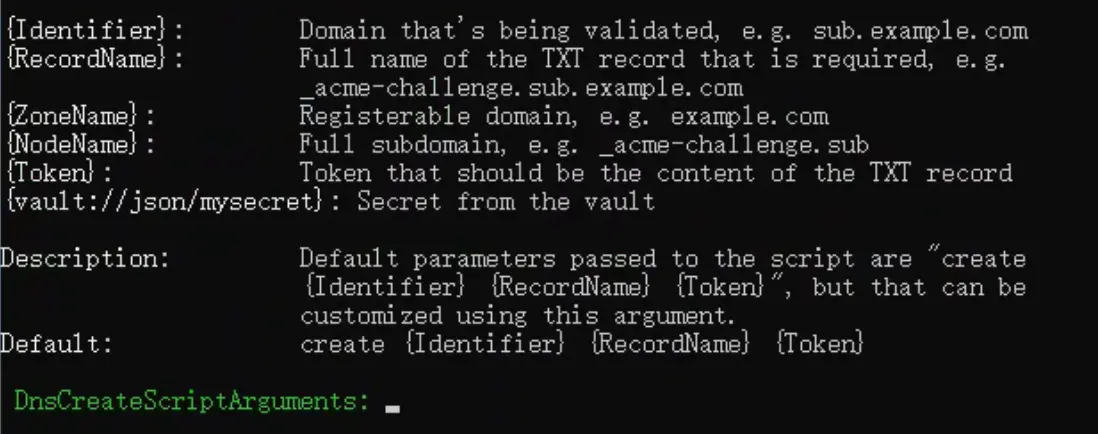 {Identifier}: Domain that's being validated, e.g. sub.example.com
{RecordName}: Full name of the TXT record that is required, e.g.
_acme-challenge.sub.example.com
{ZoneName}: Registerable domain, e.g. example.com
{NodeName}: Full subdomain, e.g. _acme-challenge.sub
{Token}: Token that should be the content of the TXT record
{vault://json/mysecret}: Secret from the vault
Description: Default parameters passed to the script are "create
{Identifier} {RecordName} {Token}", but that can be
customized using this argument.
Default: create {Identifier} {RecordName} {Token}
DnsCreateScriptArguments: